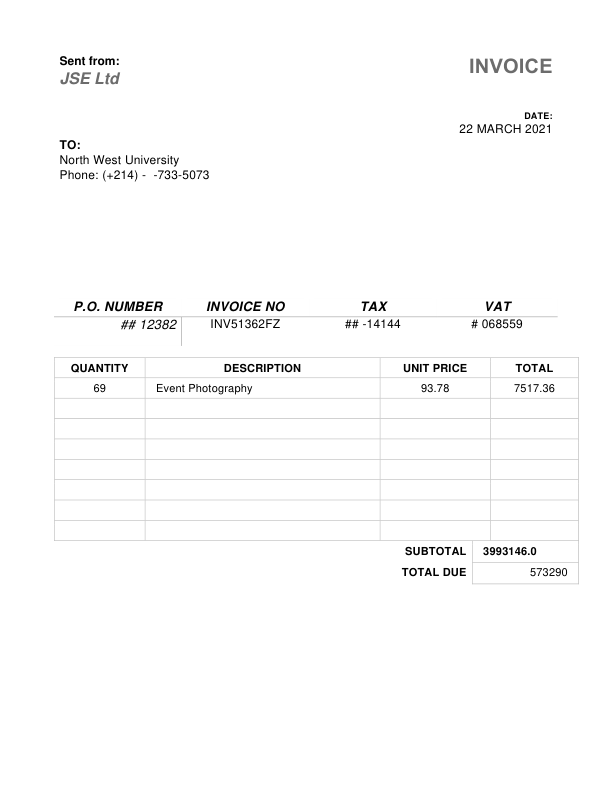 Sent from:
JSE Ltd
INVOICE
DATE:
22 MARCH 2021
TO:
North West University
Phone: (+214) -  -733-5073
P.O. NUMBER INVOICE NO TAX VAT
## 12382 INV51362FZ ## -14144 # 068559
QUANTITY DESCRIPTION UNIT PRICE TOTAL
69 Event Photography 93.78 7517.36
SUBTOTAL 3993146.0
TOTAL DUE 573290